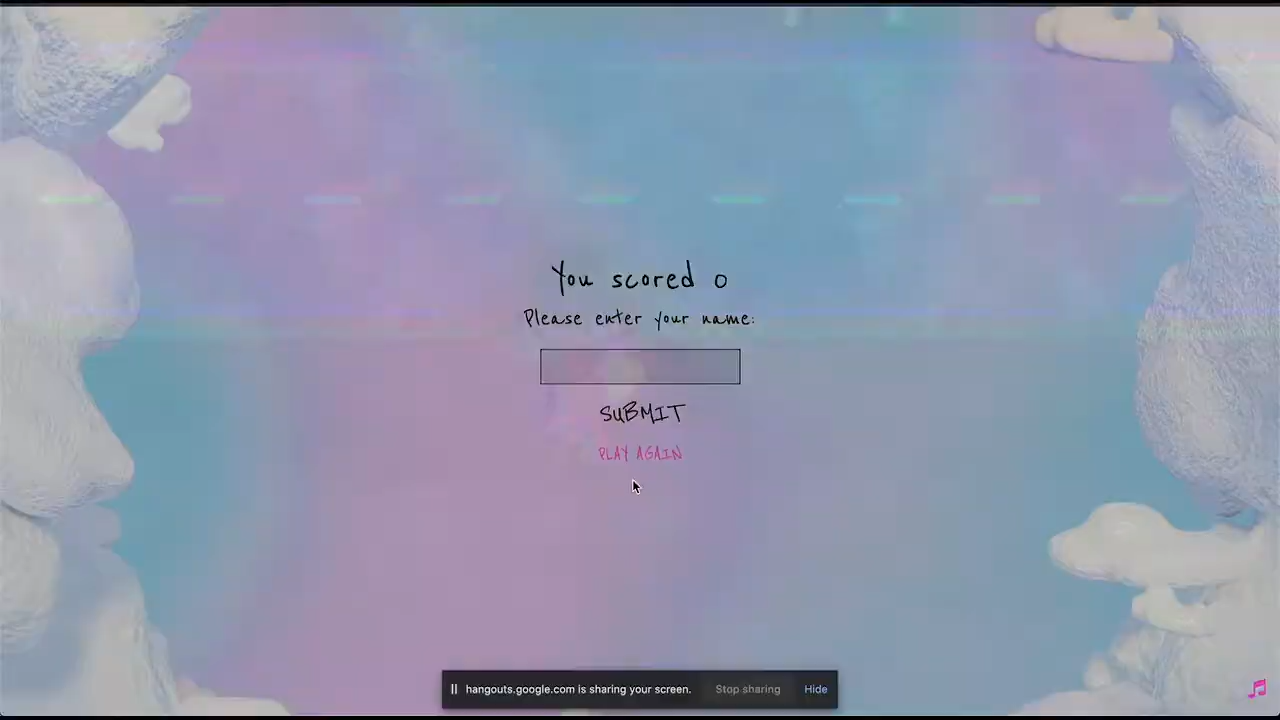 You scored 0
Please enter your name:
SUBMIT
PLAY AGAIN
hangouts.google.com is sharing your screen. Stop sharing Hide